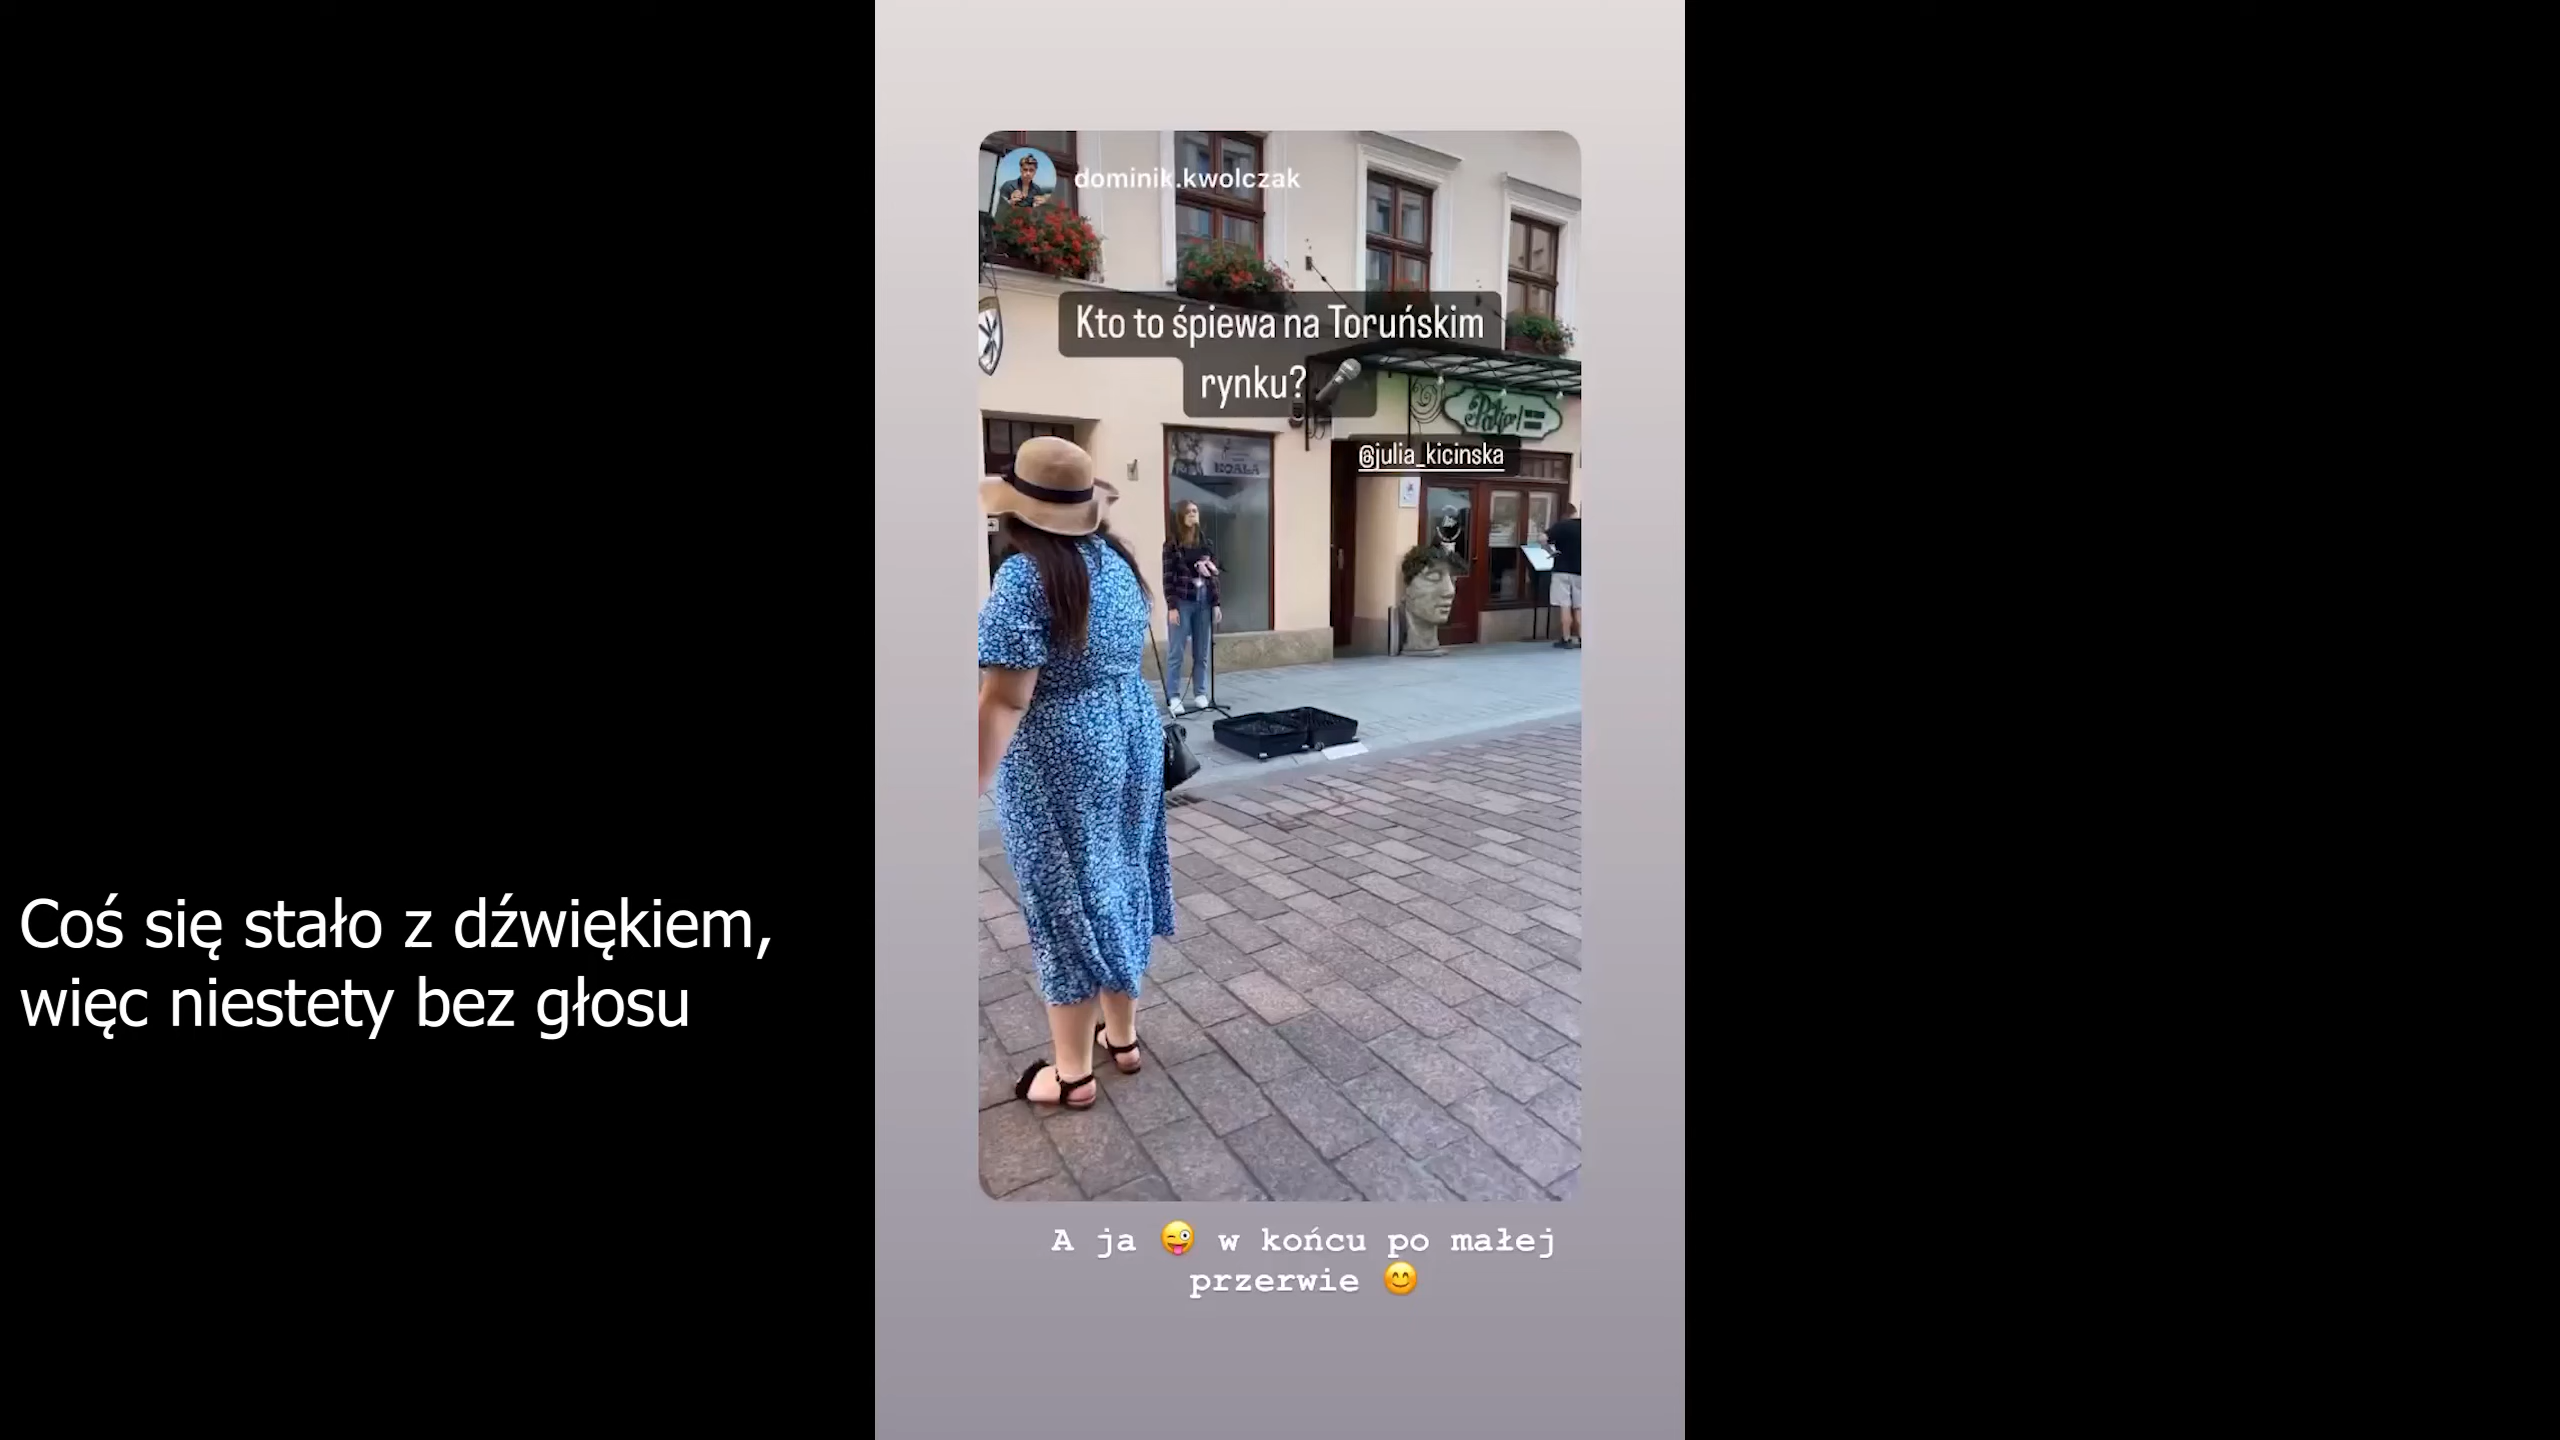 dominik.kwolczak
Kto to śpiewa na Toruńskim
rynku?🎤
@julia_kicinska
KOALA
Coś się stało z dźwiękiem,
więc niestety bez głosu
A ja 😜 w końcu po małej
przerwie 😊